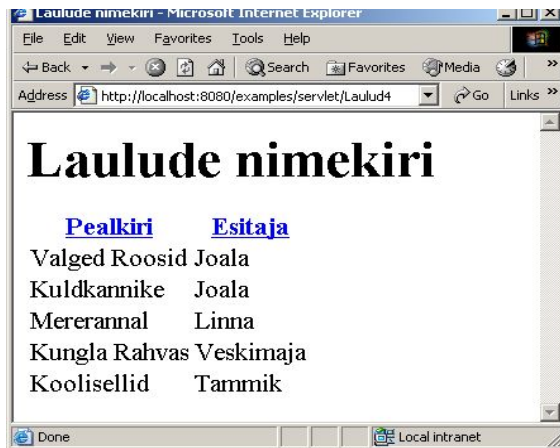 Laulude nimekiri - Microsoft Internet Explorer
File Edit View Favorites Tools Help
Back Search Favorites Media »
Address http://localhost:8080/examples/servlet/Laulud4 Go Links »
Laulude nimekiri
Pealkiri Esitaja
Valged Roosid Joala
Kuldkannike Joala
Mererannal Linna
Kungla Rahvas Veskimaja
Koolisellid Tammik
Done Local intranet